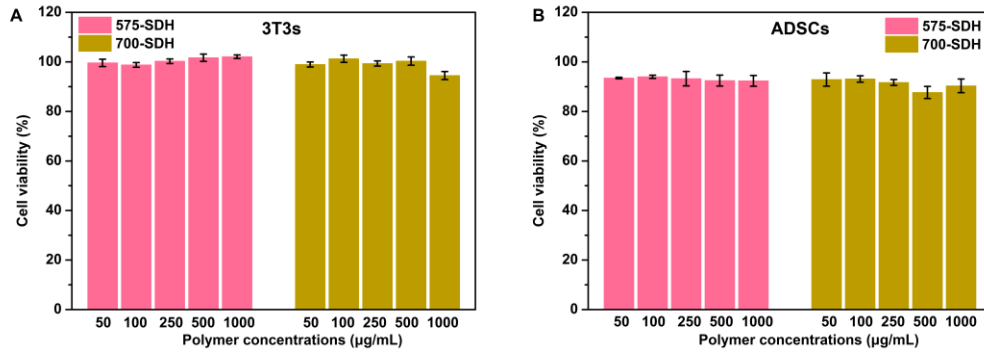 A
3T3s
575-SDH
700-SDH
Cell viability (%)
120
100
80
60
40
20
0
50 100 250 500 1000 50 100 250 500 1000
Polymer concentrations (µg/mL)
B
ADSCs
575-SDH
700-SDH
Cell viability (%)
120
100
80
60
40
20
0
50 100 250 500 1000 50 100 250 500 1000
Polymer concentrations (µg/mL)